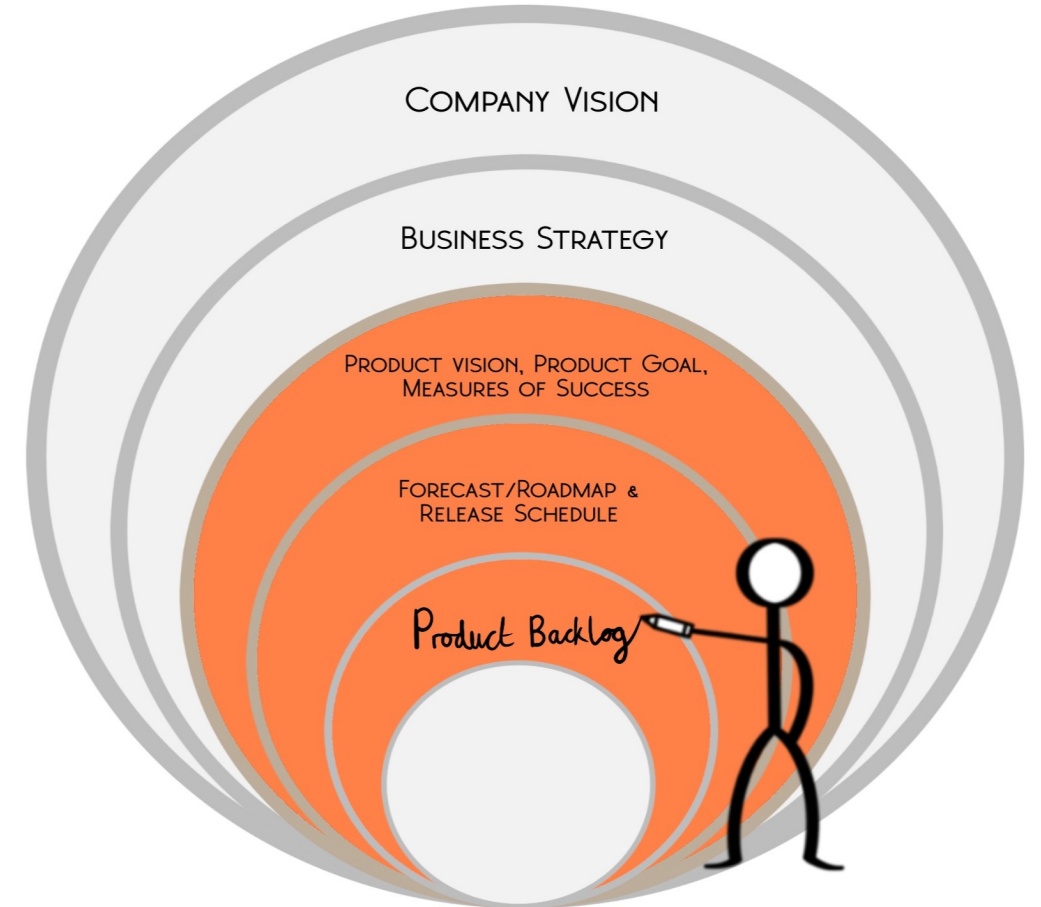 Company Vision
Business Strategy
Product vision, Product Goal,
Measures of Success
Forecast/Roadmap &
Release Schedule
Product Backlog